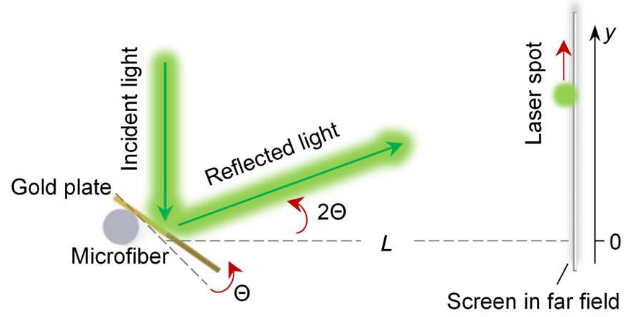 Incident light
Reflected light
Laser spot
y
Gold plate
2Θ
Microfiber
L
0
Θ
Screen in far field